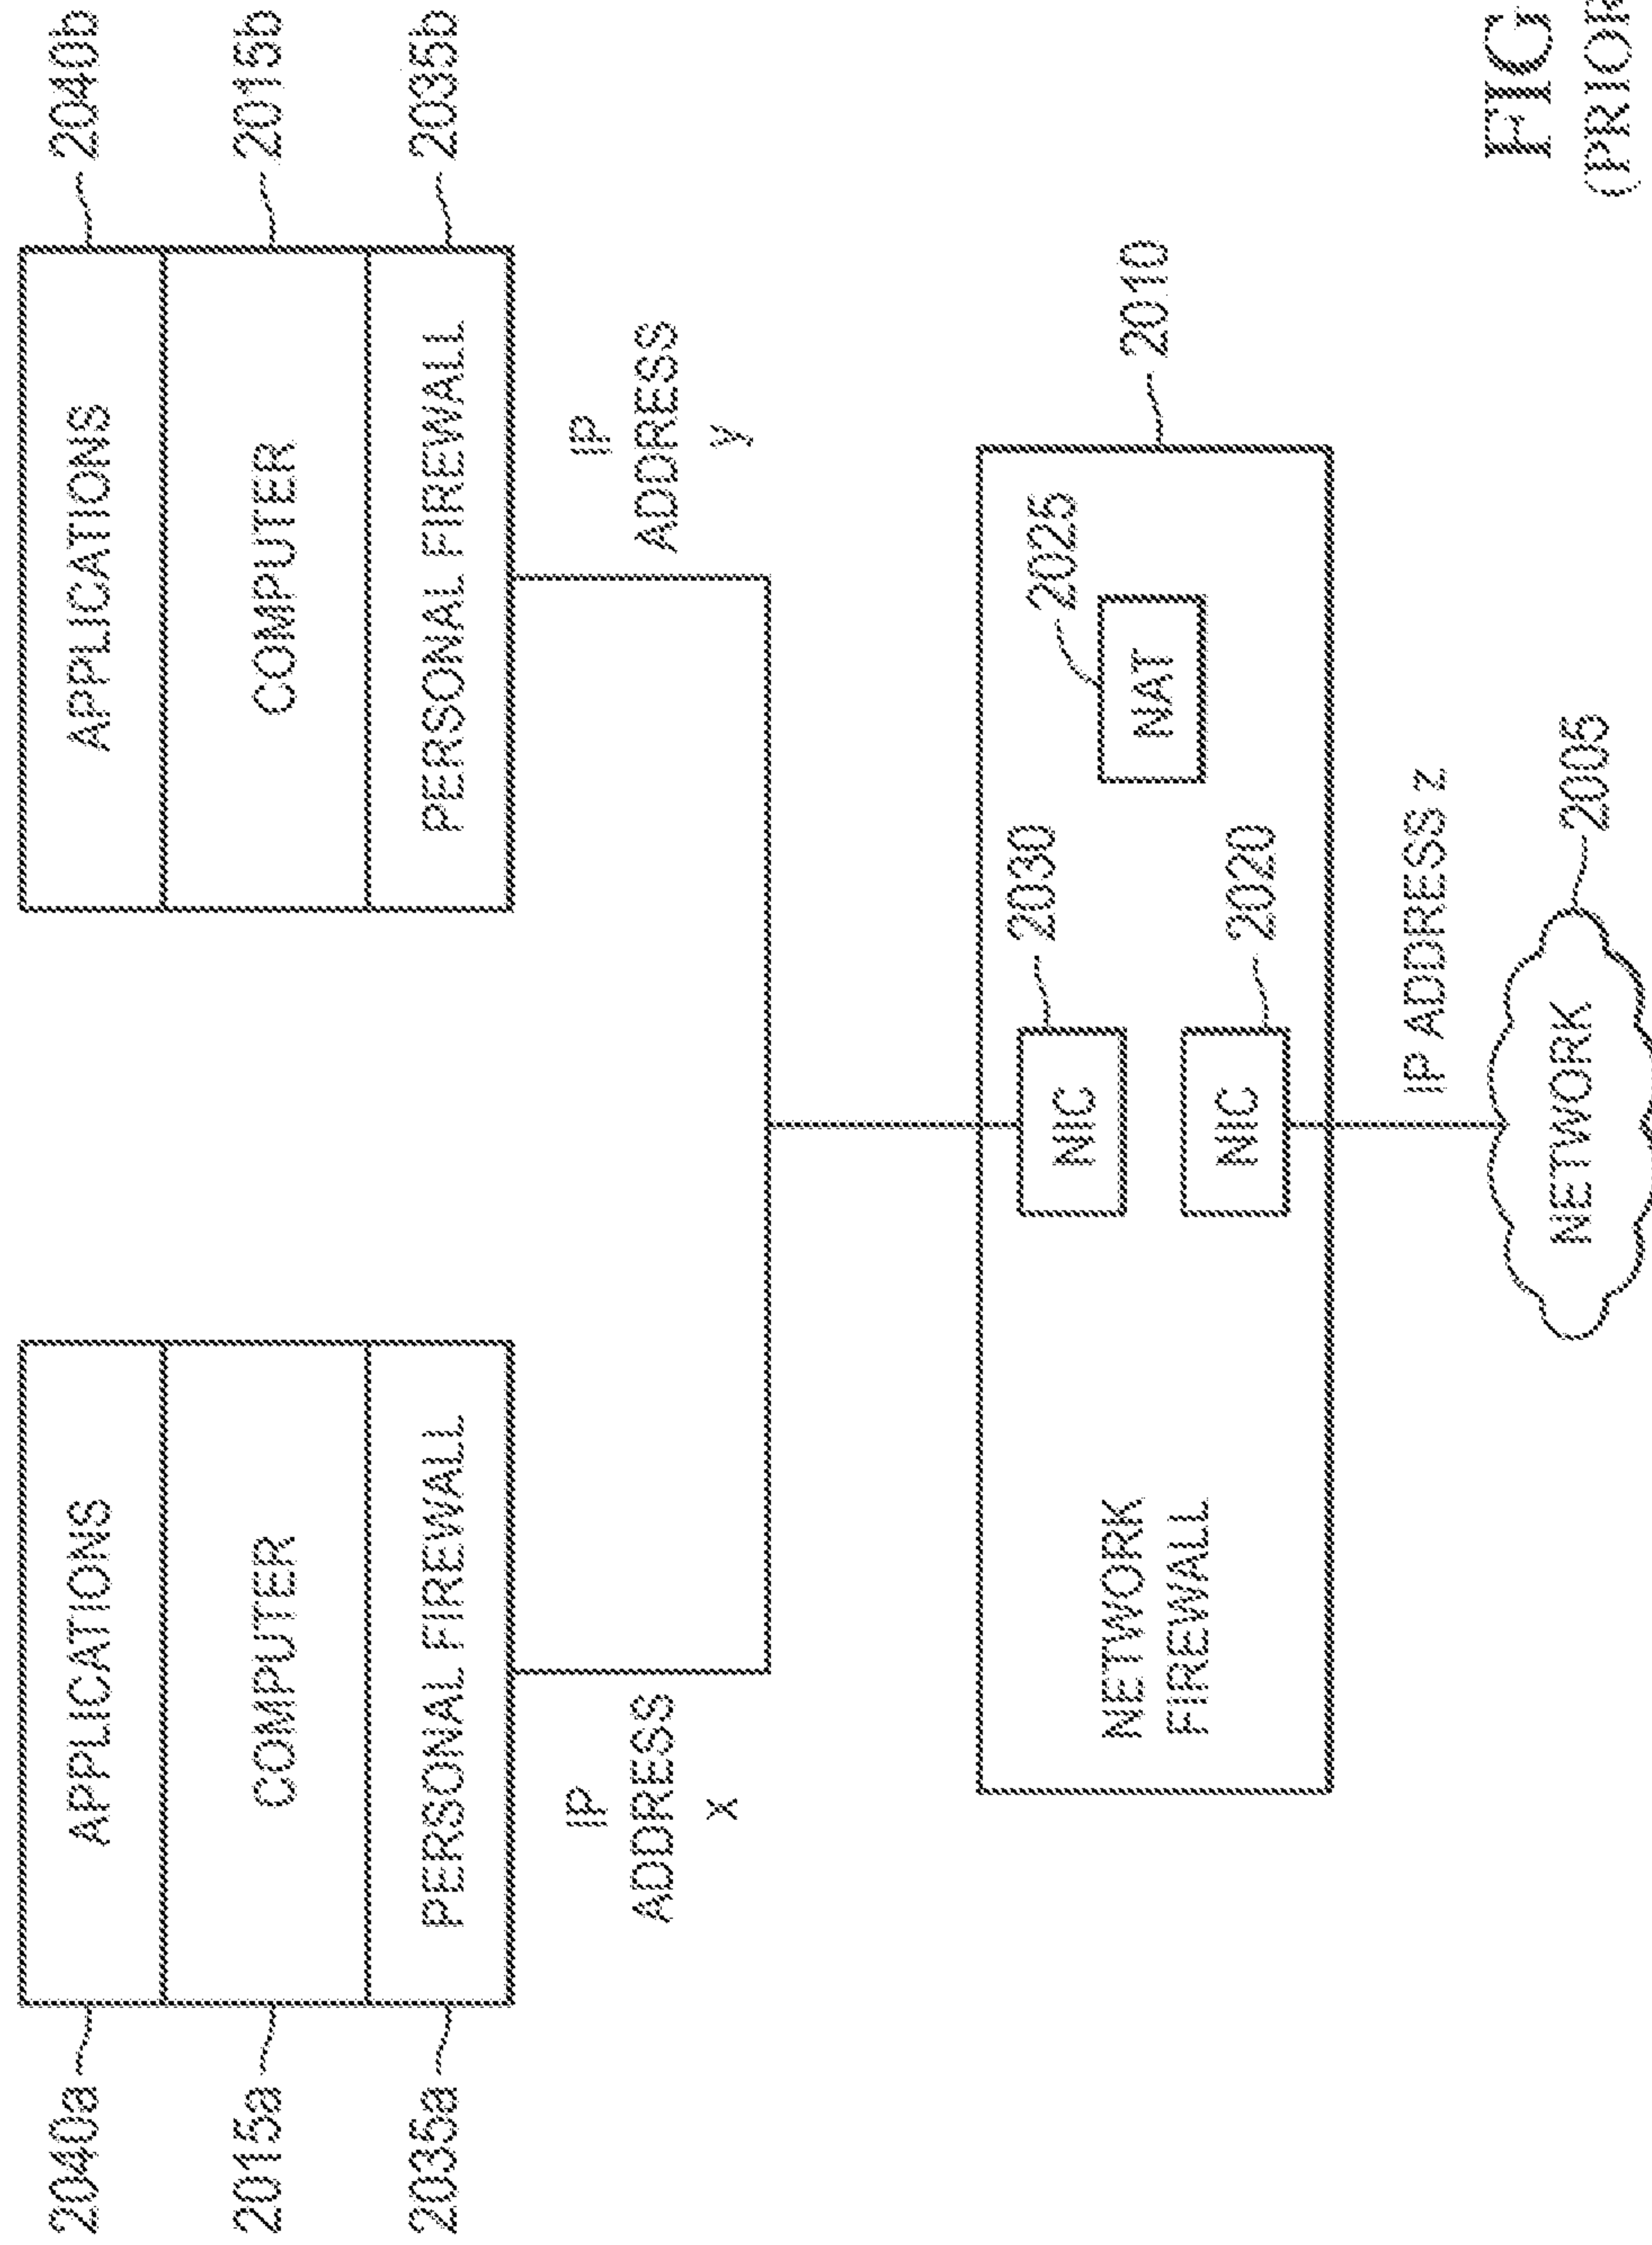 2040a
APPLICATIONS
APPLICATIONS
2040b
2015a
COMPUTER
COMPUTER
2015b
2035a
PERSONAL FIREWALL
PERSONAL FIREWALL
2035b
IP
ADDRESS
x
IP
ADDRESS
y
NETWORK
FIREWALL
NIC
2030
NIC
2020
2025
NAT
2010
IP ADDRESS z
NETWORK
2005
FIG